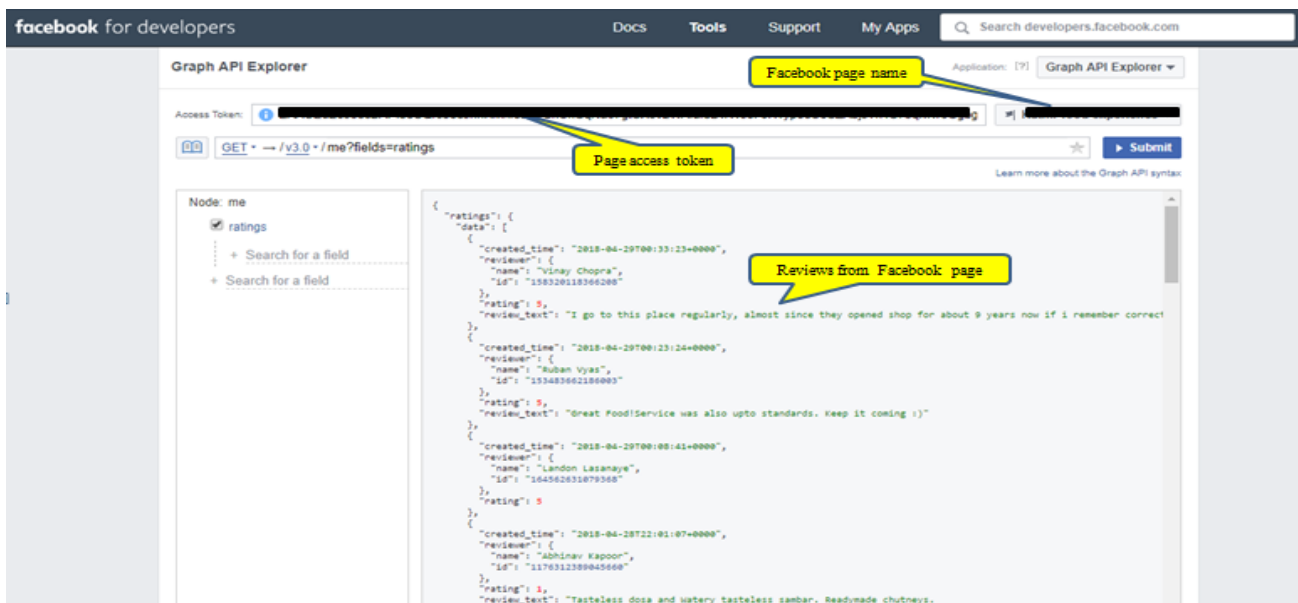 facebook for developers Docs Tools Support My Apps Search developers.facebook.com
Graph API Explorer Facebook page name Application: [?] Graph API Explorer
Access Token:
GET → /v3.0 / me?fields=ratings Page access token Submit
Learn more about the Graph API syntax
Node: me
ratings
+ Search for a field
+ Search for a field
{
"ratings": {
"data": [
{
"created_time": "2018-04-29T00:33:23+0000",
"reviewer": {
"name": "Vinay Chopra",
"id": "158320118366208"
},
"rating": 5,
"review_text": "I go to this place regularly, almost since they opened shop for about 9 years now if i remember correct
Reviews from Facebook page
},
{
"created_time": "2018-04-29T00:23:24+0000",
"reviewer": {
"name": "Ruban Vyas",
"id": "153483662186003"
},
"rating": 5,
"review_text": "Great Food!Service was also upto standards. Keep it coming :)"
},
{
"created_time": "2018-04-29T00:08:41+0000",
"reviewer": {
"name": "Landon Lasanaye",
"id": "164562631079368"
},
"rating": 5
},
{
"created_time": "2018-04-28T22:01:07+0000",
"reviewer": {
"name": "Abhinav Kapoor",
"id": "1176312389045660"
},
"rating": 1,
"review_text": "Tasteless dosa and Watery tasteless sambar. Readymade chutneys.